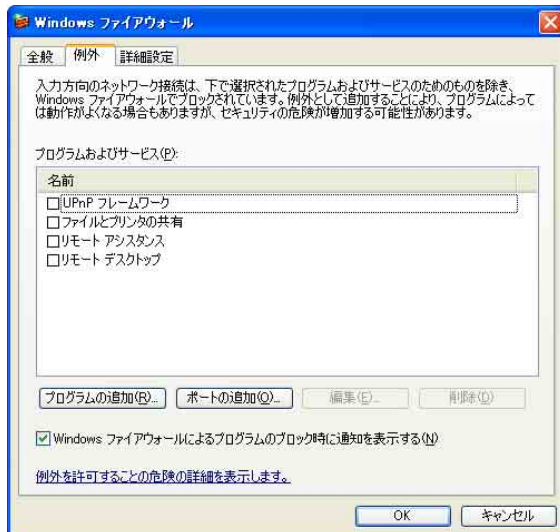 Windows ファイアウォール
全般 例外 詳細設定
入力方向のネットワーク接続は、下で選択されたプログラムおよびサービスのためのものを除き、
Windows ファイアウォールでブロックされています。例外として追加することにより、プログラムによって
は動作がよくなる場合もありますが、セキュリティの危険が増加する可能性があります。
プログラムおよびサービス(P):
名前
UPnP フレームワーク
ファイルとプリンタの共有
リモート アシスタンス
リモート デスクトップ
プログラムの追加(R)... ポートの追加(O)... 編集(E)... 削除(D)
Windows ファイアウォールによるプログラムのブロック時に通知を表示する(N)
例外を許可することの危険の詳細を表示します。
OK キャンセル